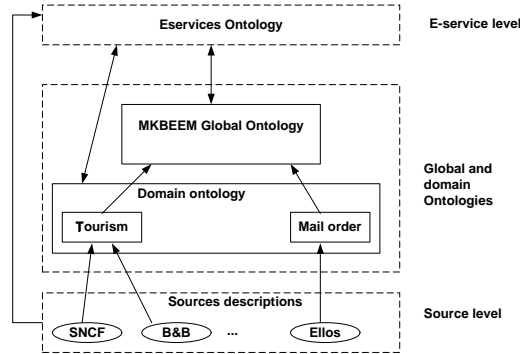 Eservices Ontology
E-service level
MKBEEM Global Ontology
Global and
domain
Ontologies
Domain ontology
Tourism
Mail order
Sources descriptions
Source level
SNCF
B&B
...
Ellos